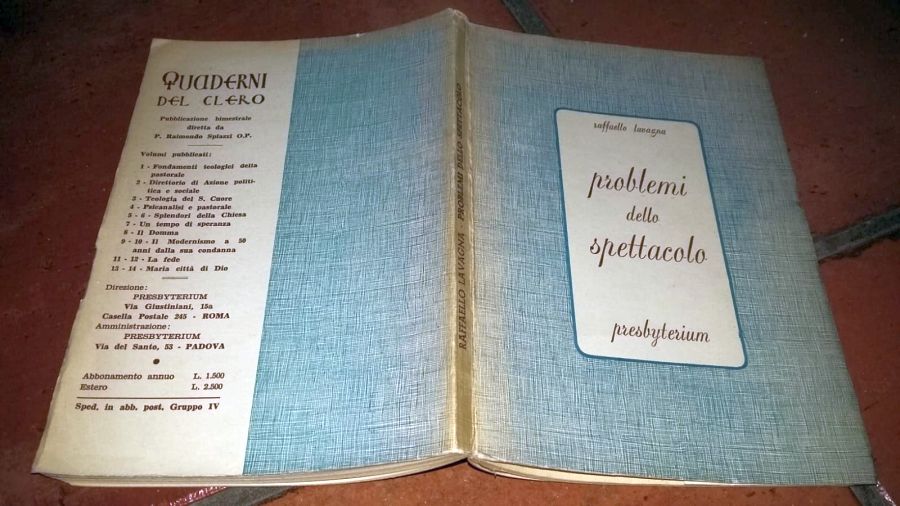 QUADERNI
DEL CLERO
Pubblicazione bimestrale
diretta da
P. Raimondo Spiazzi O.P.
Volumi pubblicati:
1 - Fondamenti teologici della
pastorale
2 - Direttorio di Azione politi-
tica e sociale
3 - Teologia del S. Cuore
4 - Psicanalisi e pastorale
5 - 6 - Splendori della Chiesa
7 - Un tempo di speranza
8 - Il Domma
9 - 10 - Il Modernismo a 50
anni dalla sua condanna
11 - 12 - La fede
13 - 14 - Maria città di Dio
Direzione:
PRESBYTERIUM
Via Giustiniani, 15a
Casella Postale 245 - ROMA
Amministrazione:
PRESBYTERIUM
Via del Santo, 53 - PADOVA
Abbonamento annuo L. 1.500
Estero L. 2.500
Sped. in abb. post. Gruppo IV
RAFFAELLO LAVAGNA - PROBLEMI DELLO SPETTACOLO
raffaello lavagna
problemi
dello
spettacolo
presbyterium